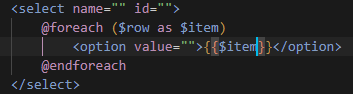 <select name="" id="">
@foreach ($row as $item)
<option value="">{{$item}}</option>
@endforeach
</select>